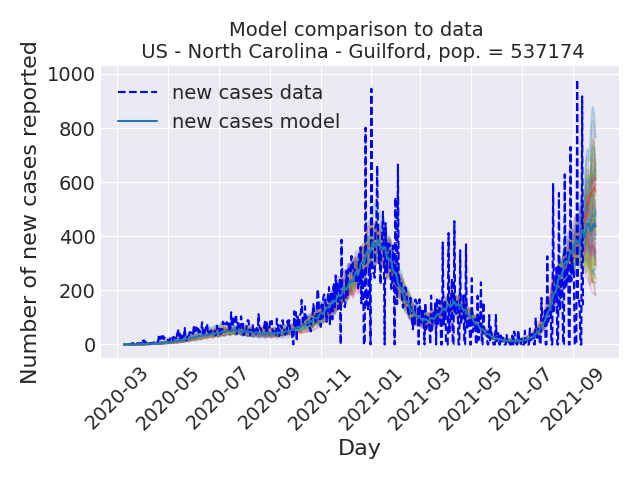 Model comparison to data
US - North Carolina - Guilford, pop. = 537174
Number of new cases reported
1000
800
600
400
200
0
new cases data
new cases model
2020-03
2020-05
2020-07
2020-09
2020-11
2021-01
2021-03
2021-05
2021-07
2021-09
Day